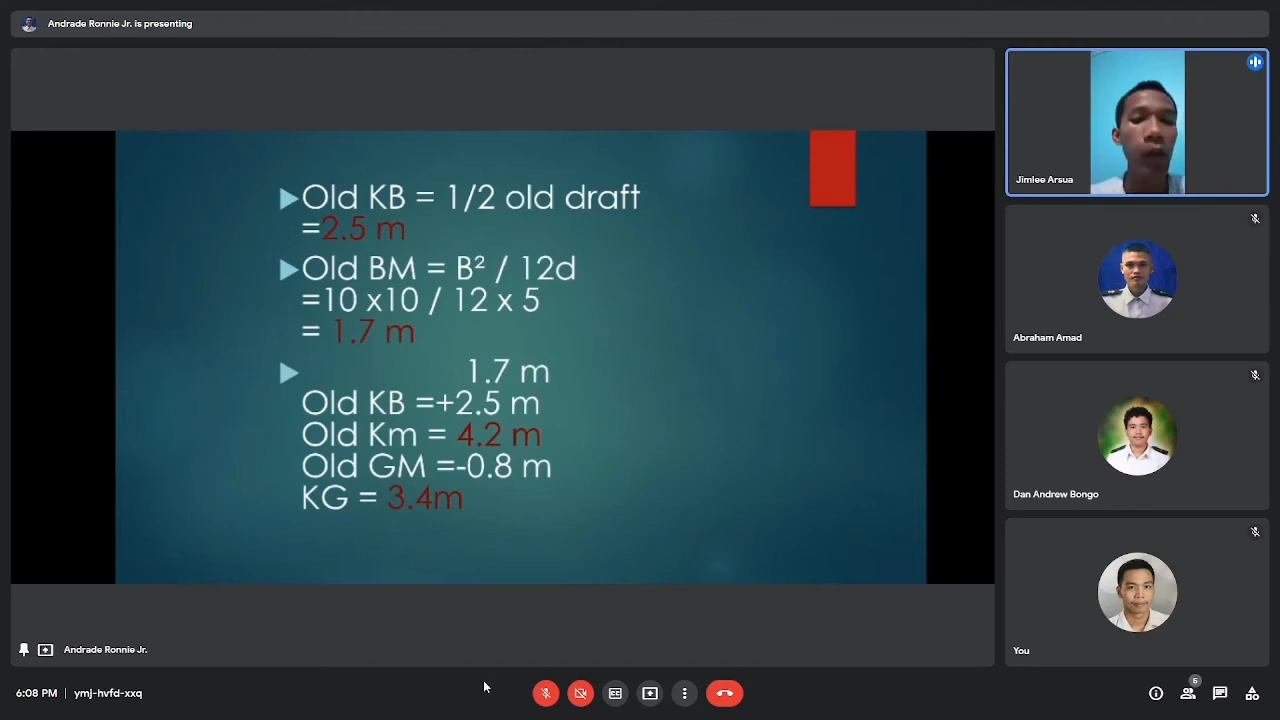 Andrade Ronnie Jr. is presenting
Old KB = 1/2 old draft
=2.5 m
Old BM = B² / 12d
=10 x10 / 12 x 5
= 1.7 m
1.7 m
Old KB =+2.5 m
Old Km = 4.2 m
Old GM =-0.8 m
KG = 3.4m
Jimlee Arsua
Abraham Amad
Dan Andrew Bongo
You
Andrade Ronnie Jr.
6:08 PM | ymj-hvfd-xxq
5